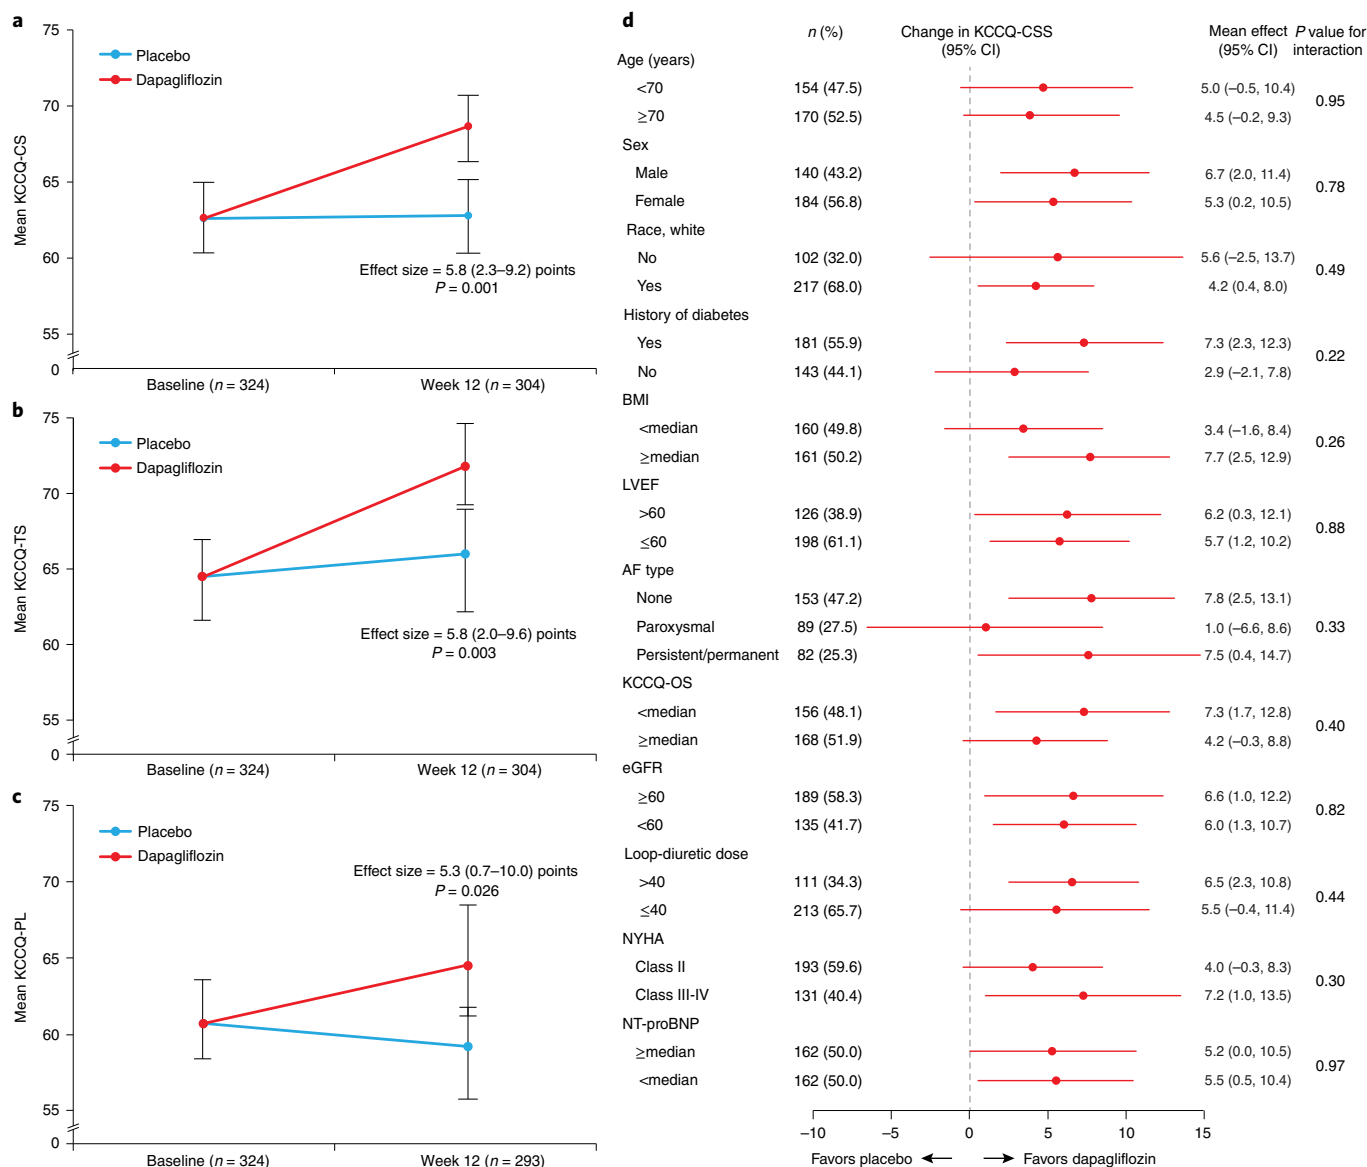 a
75
70
65
60
55
0
Mean KCCQ-CS
Placebo
Dapagliflozin
Effect size = 5.8 (2.3–9.2) points
P = 0.001
Baseline (n = 324)
Week 12 (n = 304)
b
75
70
65
60
55
0
Mean KCCQ-TS
Placebo
Dapagliflozin
Effect size = 5.8 (2.0–9.6) points
P = 0.003
Baseline (n = 324)
Week 12 (n = 304)
c
75
70
65
60
55
0
Mean KCCQ-PL
Placebo
Dapagliflozin
Effect size = 5.3 (0.7–10.0) points
P = 0.026
Baseline (n = 324)
Week 12 (n = 293)
d
n (%) Change in KCCQ-CSS Mean effect P value for
(95% CI) (95% CI) interaction
Age (years)
<70 154 (47.5) 5.0 (–0.5, 10.4)
0.95
≥70 170 (52.5) 4.5 (–0.2, 9.3)
Sex
Male 140 (43.2) 6.7 (2.0, 11.4)
0.78
Female 184 (56.8) 5.3 (0.2, 10.5)
Race, white
No 102 (32.0) 5.6 (–2.5, 13.7)
0.49
Yes 217 (68.0) 4.2 (0.4, 8.0)
History of diabetes
Yes 181 (55.9) 7.3 (2.3, 12.3)
0.22
No 143 (44.1) 2.9 (–2.1, 7.8)
BMI
<median 160 (49.8) 3.4 (–1.6, 8.4)
0.26
≥median 161 (50.2) 7.7 (2.5, 12.9)
LVEF
>60 126 (38.9) 6.2 (0.3, 12.1)
0.88
≤60 198 (61.1) 5.7 (1.2, 10.2)
AF type
None 153 (47.2) 7.8 (2.5, 13.1)
Paroxysmal 89 (27.5) 1.0 (–6.6, 8.6) 0.33
Persistent/permanent 82 (25.3) 7.5 (0.4, 14.7)
KCCQ-OS
<median 156 (48.1) 7.3 (1.7, 12.8)
0.40
≥median 168 (51.9) 4.2 (–0.3, 8.8)
eGFR
≥60 189 (58.3) 6.6 (1.0, 12.2)
0.82
<60 135 (41.7) 6.0 (1.3, 10.7)
Loop-diuretic dose
>40 111 (34.3) 6.5 (2.3, 10.8)
0.44
≤40 213 (65.7) 5.5 (–0.4, 11.4)
NYHA
Class II 193 (59.6) 4.0 (–0.3, 8.3)
0.30
Class III-IV 131 (40.4) 7.2 (1.0, 13.5)
NT-proBNP
≥median 162 (50.0) 5.2 (0.0, 10.5)
0.97
<median 162 (50.0) 5.5 (0.5, 10.4)
–10 –5 0 5 10 15
Favors placebo Favors dapagliflozin